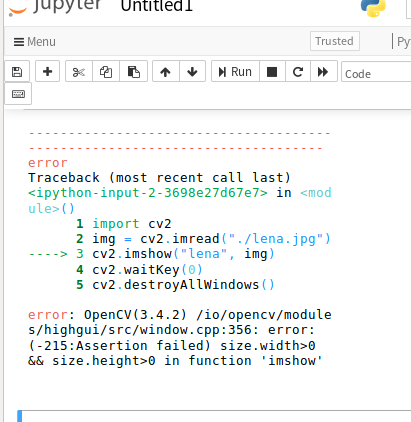 jupyter Untitled1
Menu
Trusted
Py
Run
Code
--------------------------------
--------------------------------
error
Traceback (most recent call last)
<ipython-input-2-3698e27d67e7> in <mod
ule>()
1 import cv2
2 img = cv2.imread("./lena.jpg")
----> 3 cv2.imshow("lena", img)
4 cv2.waitKey(0)
5 cv2.destroyAllWindows()
error: OpenCV(3.4.2) /io/opencv/module
s/highgui/src/window.cpp:356: error:
(-215:Assertion failed) size.width>0
&& size.height>0 in function 'imshow'